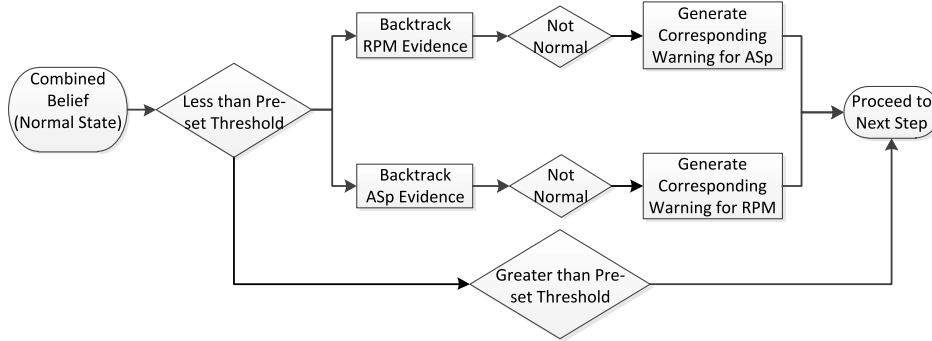 Combined
Belief
(Normal State)
Less than Pre-
set Threshold
Backtrack
RPM Evidence
Not
Normal
Generate
Corresponding
Warning for ASp
Backtrack
ASp Evidence
Not
Normal
Generate
Corresponding
Warning for RPM
Proceed to
Next Step
Greater than Pre-
set Threshold